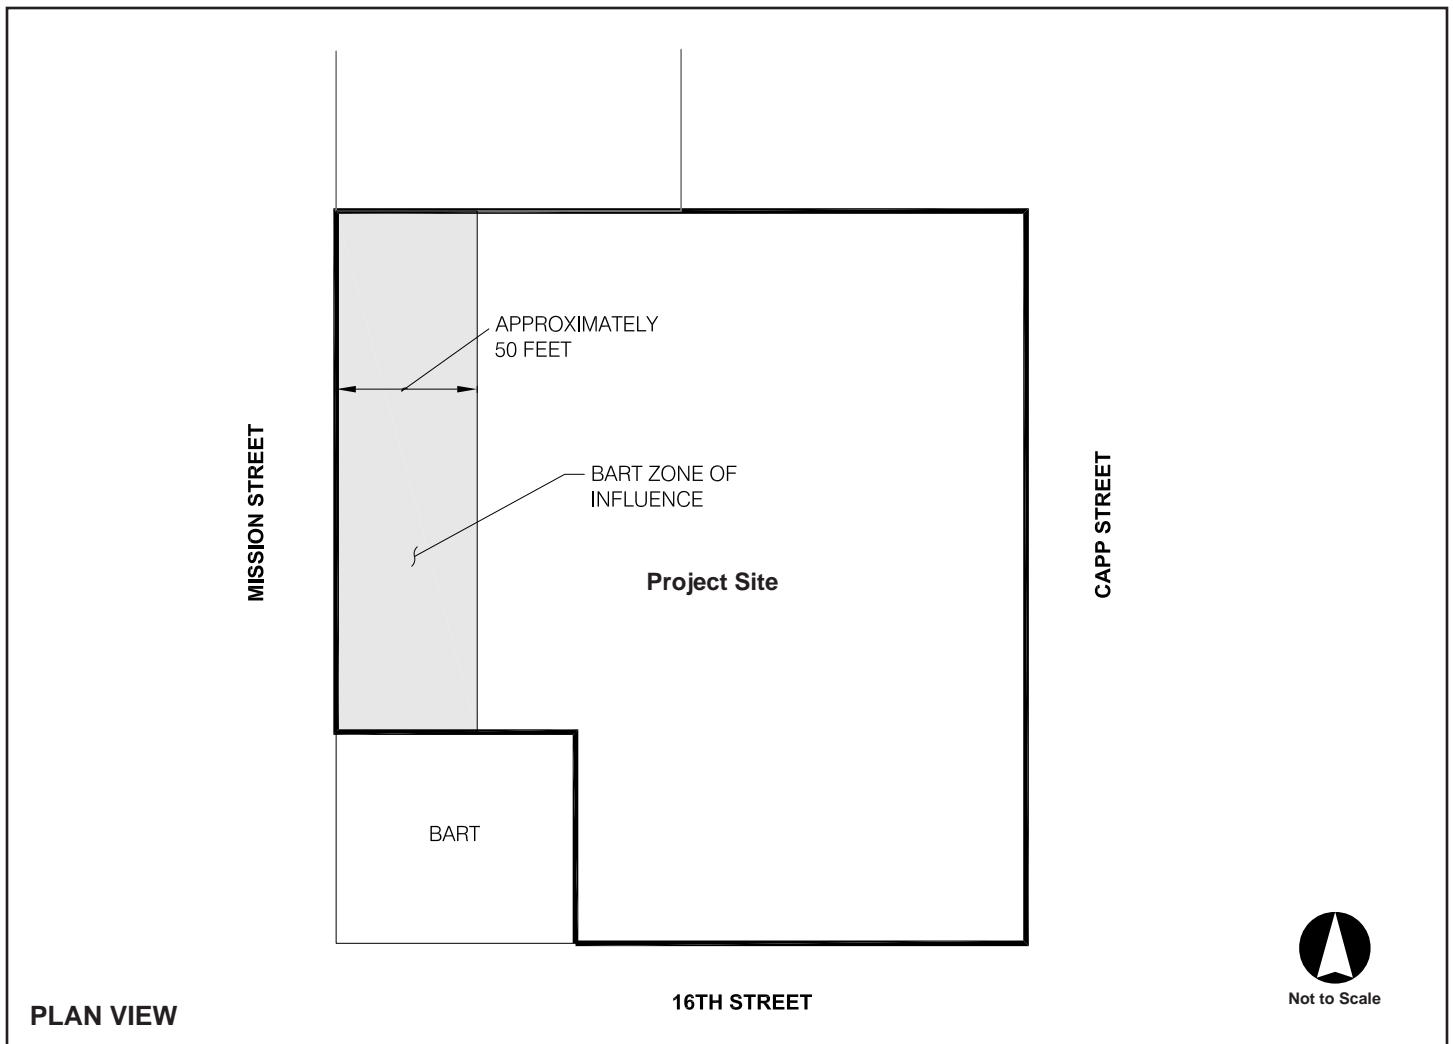 APPROXIMATELY
50 FEET
BART ZONE OF
INFLUENCE
MISSION STREET
CAPP STREET
Project Site
BART
16TH STREET
Not to Scale
PLAN VIEW